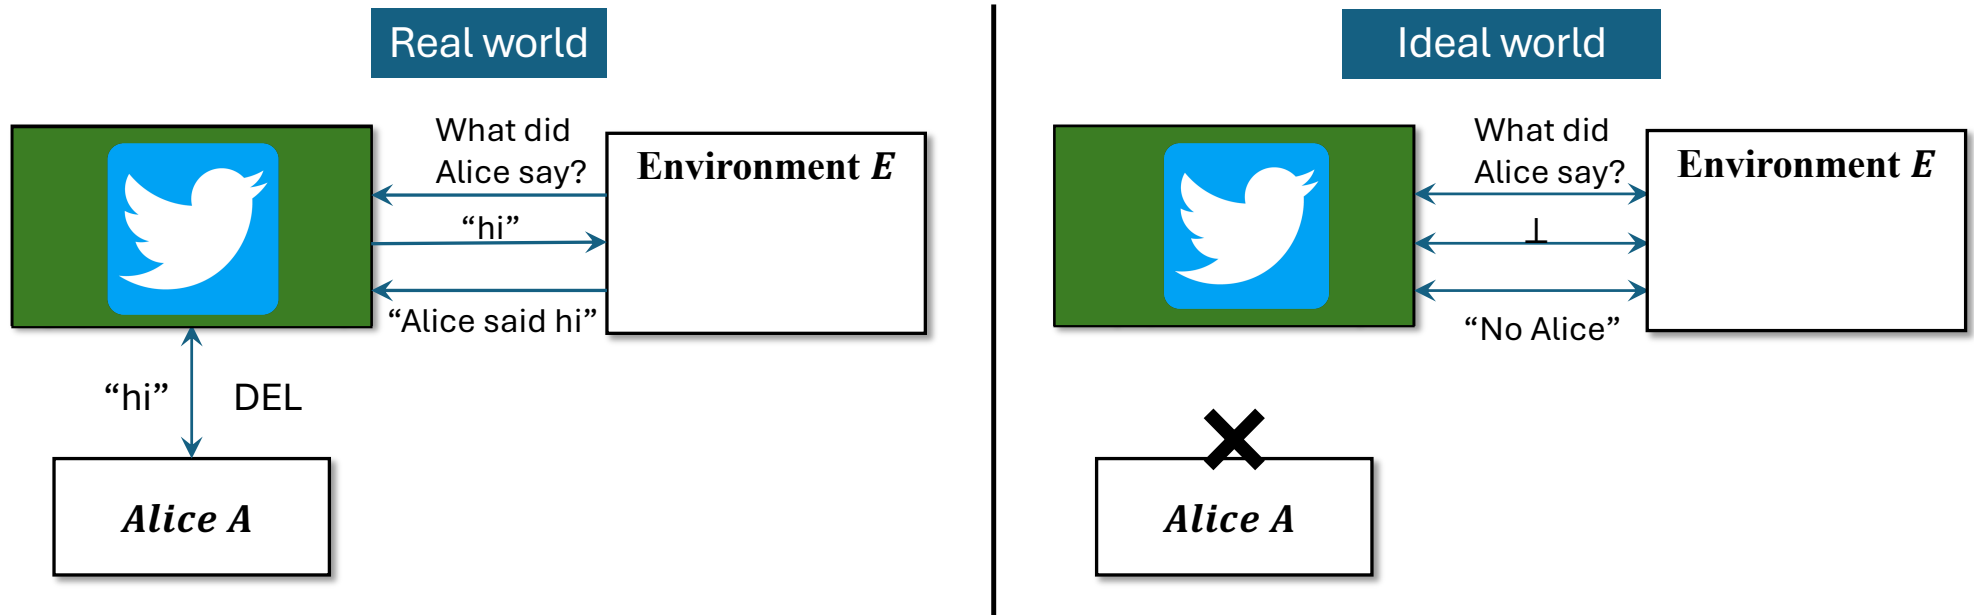 Real world
What did
Alice say?
Environment E
“hi”
“Alice said hi”
“hi”
DEL
Alice A
Ideal world
What did
Alice say?
Environment E
⊥
“No Alice”
Alice A